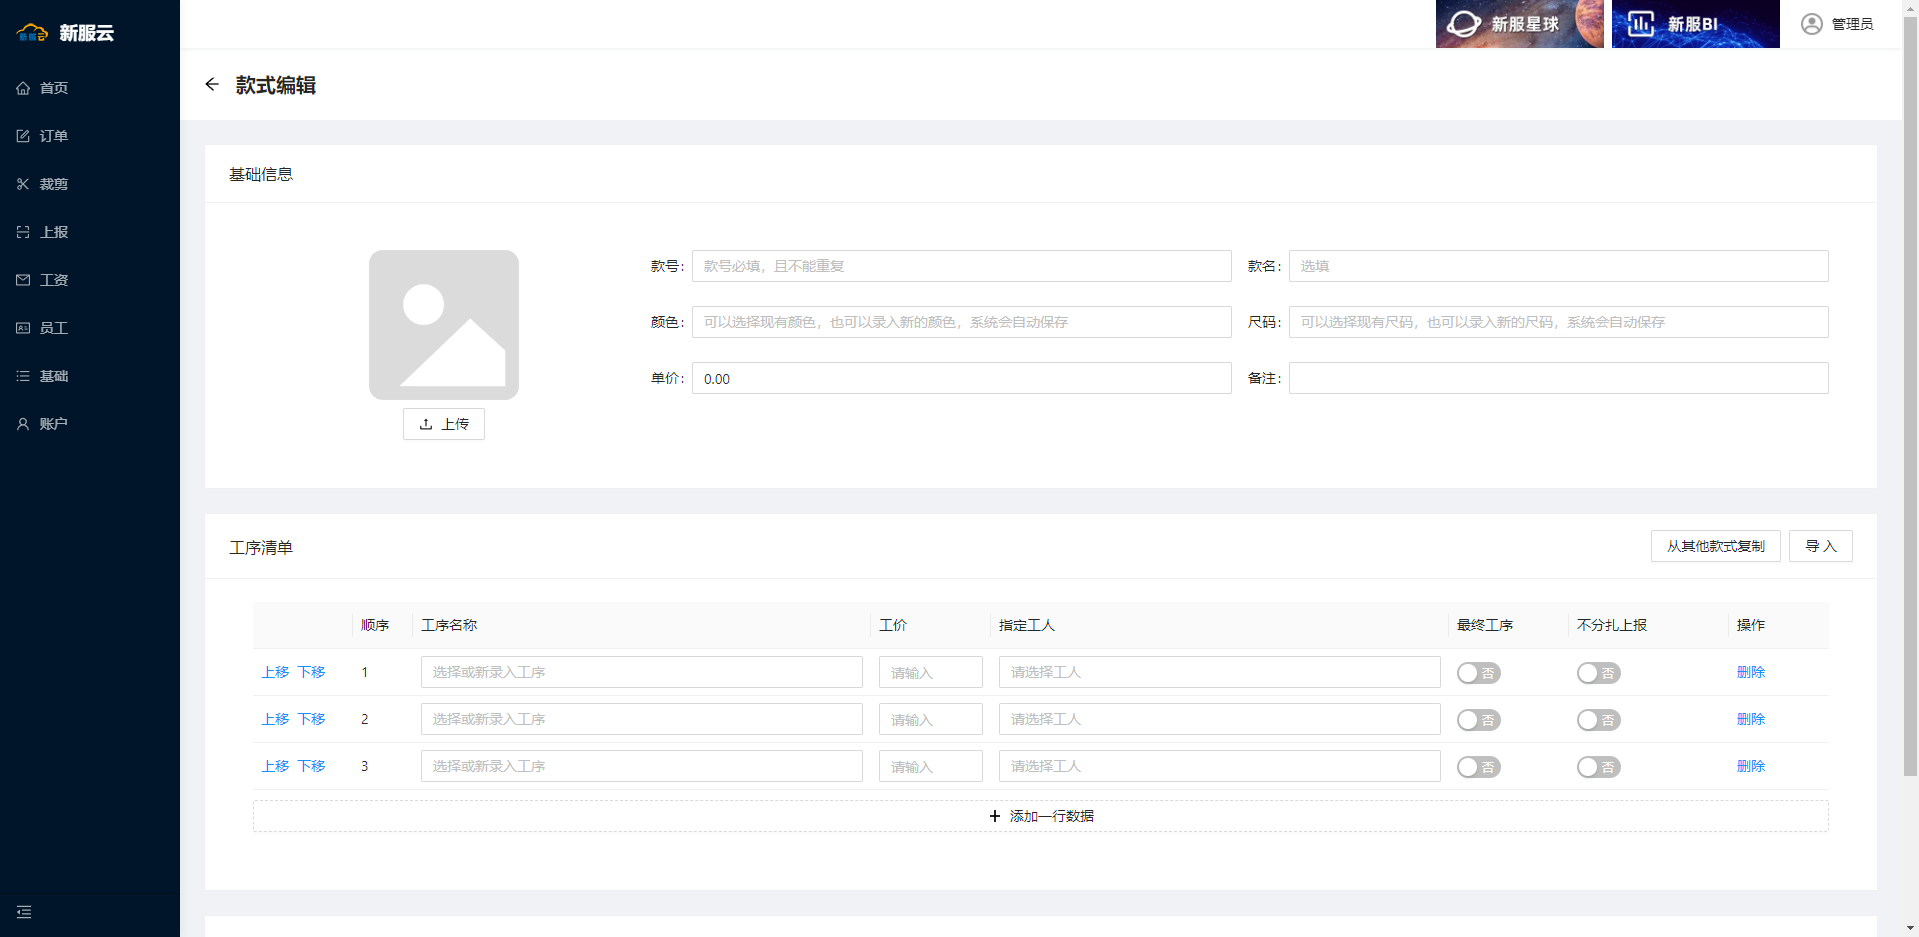 新服云
新服云
新服星球
新服BI
管理员
首页
订单
裁剪
上报
工资
员工
基础
账户
款式编辑
基础信息
款号: 款号必填，且不能重复 款名: 选填
颜色: 可以选择现有颜色，也可以录入新的颜色，系统会自动保存 尺码: 可以选择现有尺码，也可以录入新的尺码，系统会自动保存
单价: 0.00 备注:
上传
工序清单 从其他款式复制 导 入
顺序 工序名称 工价 指定工人 最终工序 不分扎上报 操作
上移 下移 1 选择或新录入工序 请输入 请选择工人 否 否 删除
上移 下移 2 选择或新录入工序 请输入 请选择工人 否 否 删除
上移 下移 3 选择或新录入工序 请输入 请选择工人 否 否 删除
添加一行数据